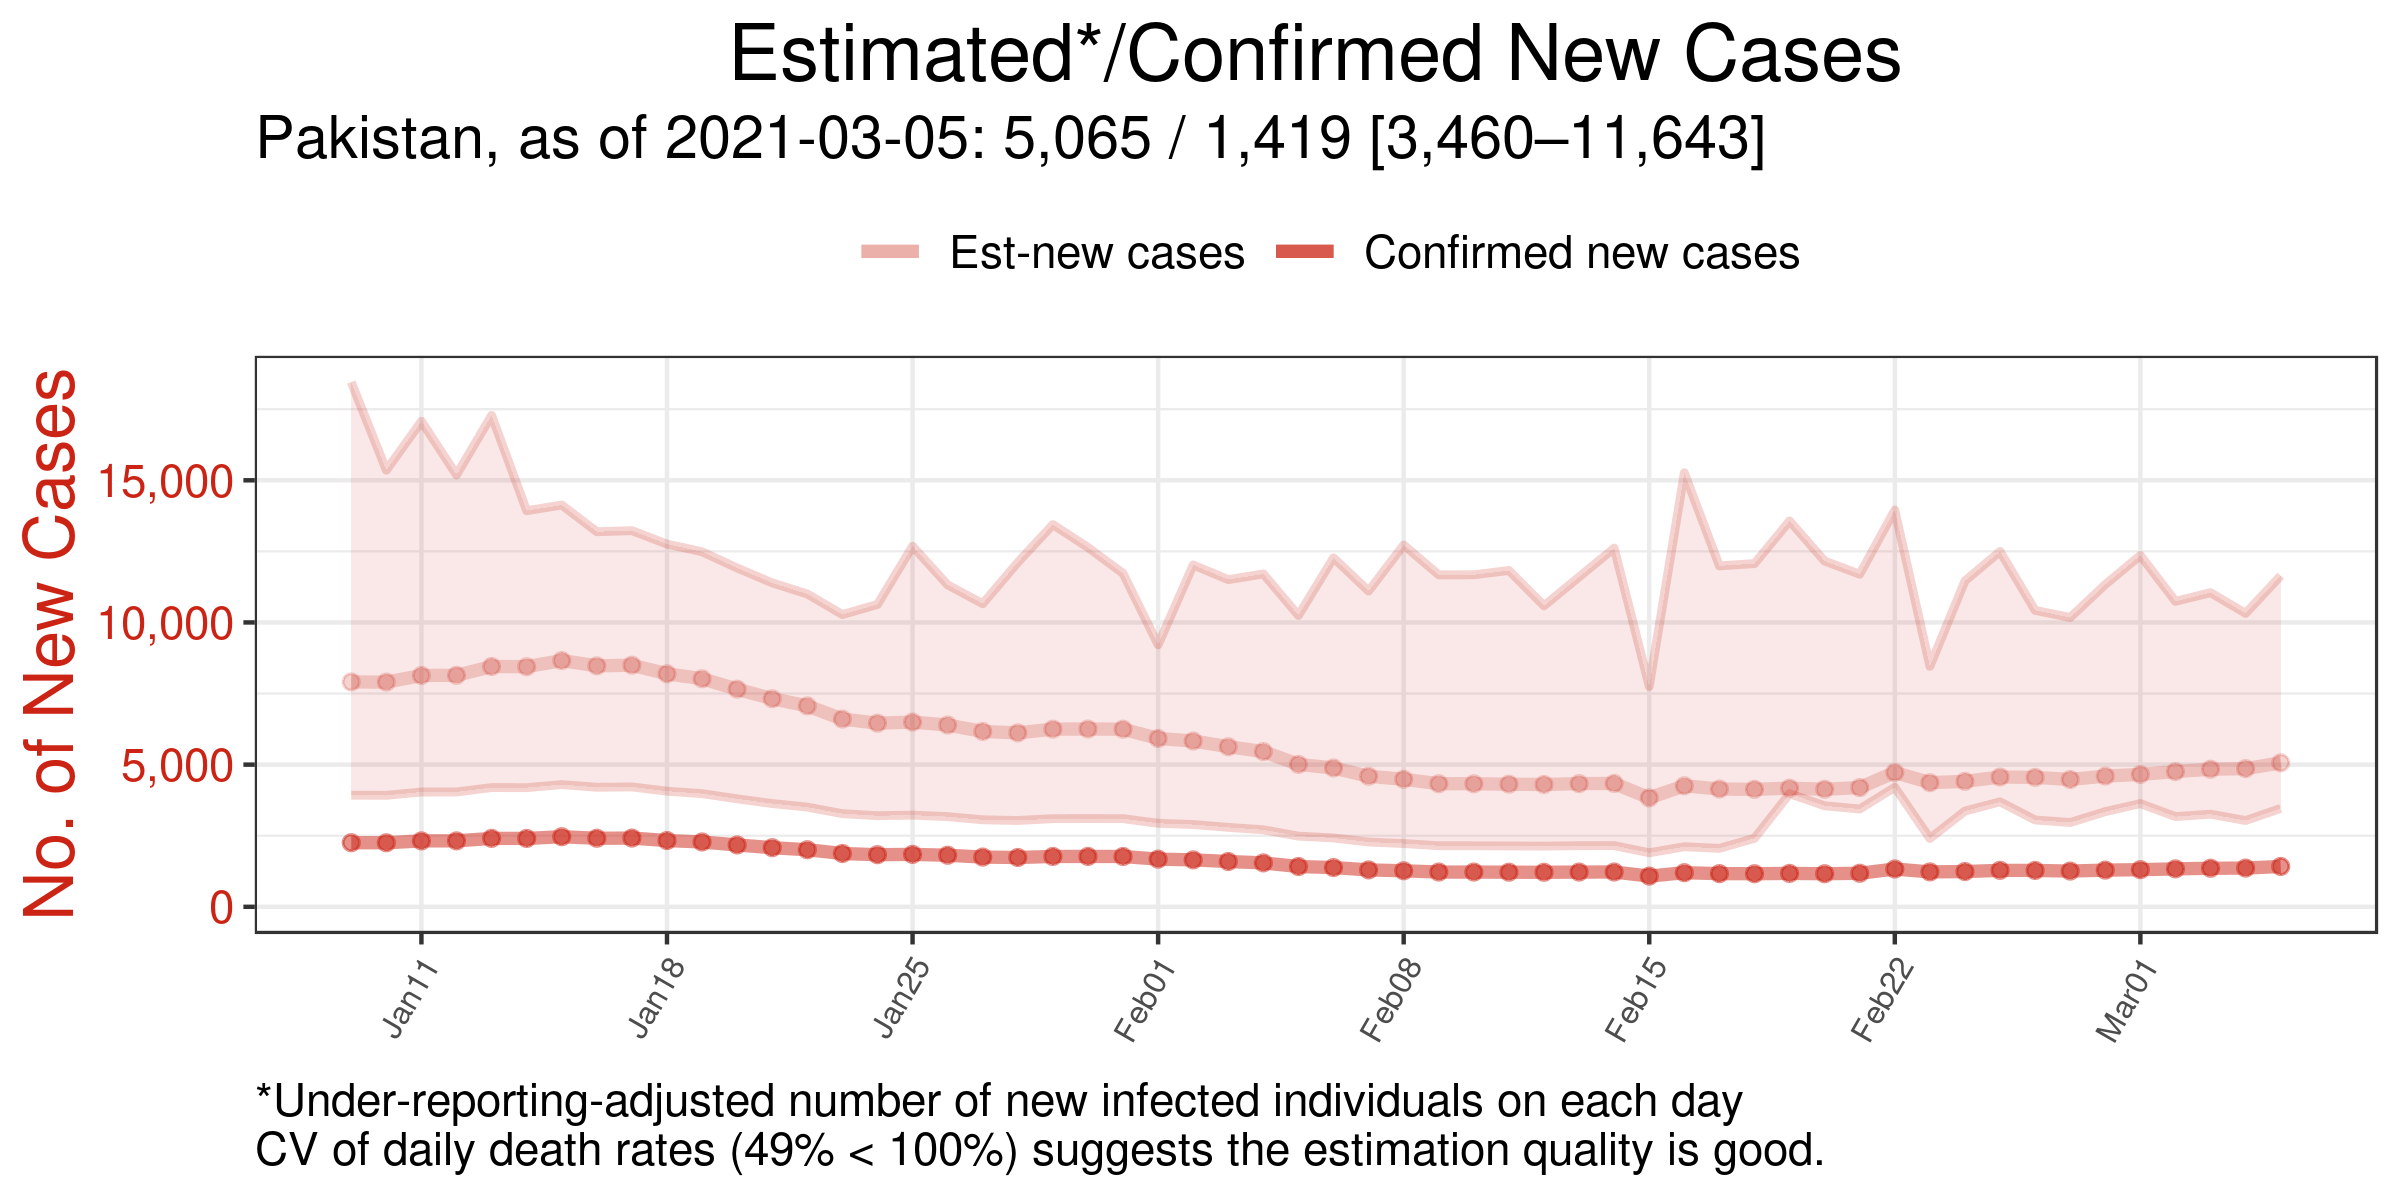 Estimated*/Confirmed New Cases
Pakistan, as of 2021-03-05: 5,065 / 1,419 [3,460–11,643]
Est-new cases Confirmed new cases
No. of New Cases
15,000
10,000
5,000
0
Jan11 Jan18 Jan25 Feb01 Feb08 Feb15 Feb22 Mar01
*Under-reporting-adjusted number of new infected individuals on each day
CV of daily death rates (49% < 100%) suggests the estimation quality is good.